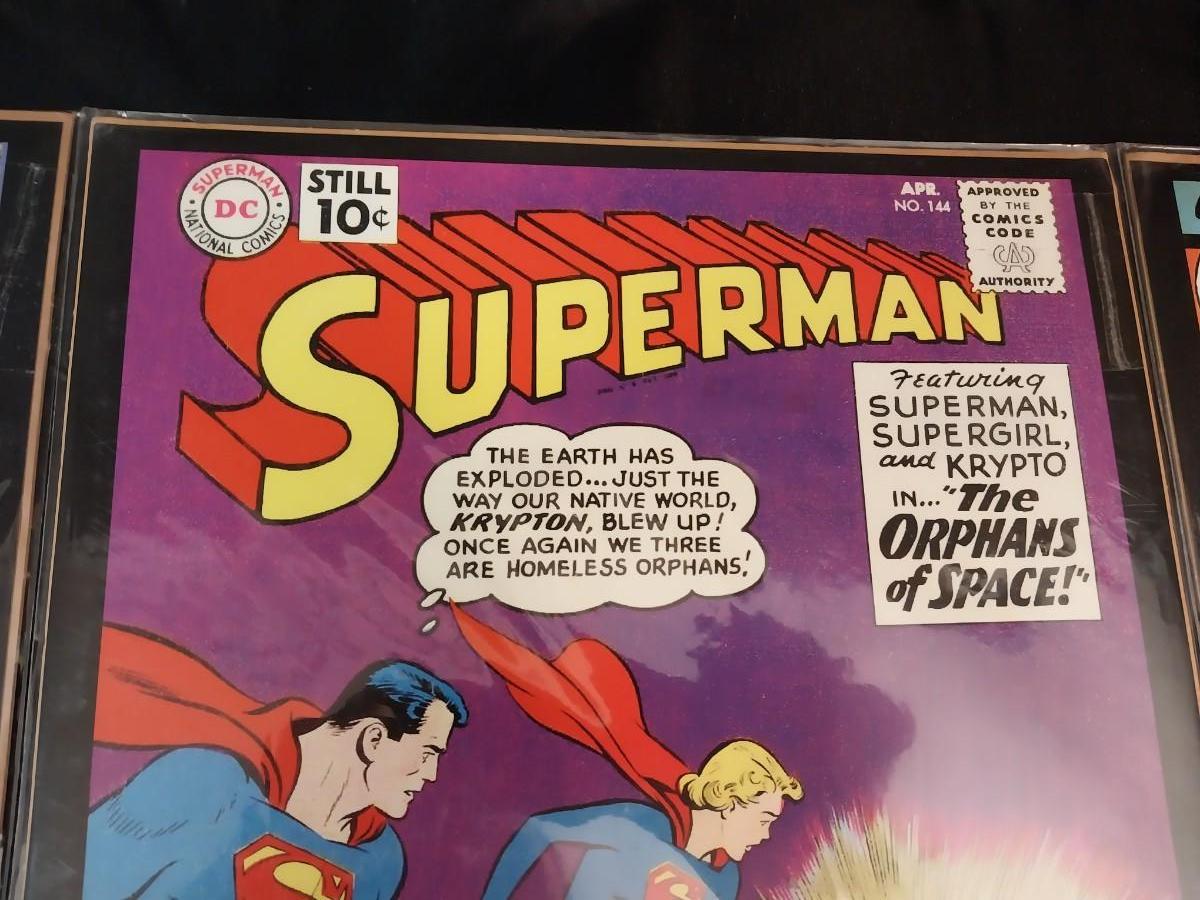 SUPERMAN
DC
NATIONAL COMICS
STILL
10¢
APR.
NO. 144
APPROVED
BY THE
COMICS
CODE
CA
AUTHORITY
SUPERMAN
Featuring
SUPERMAN,
SUPERGIRL,
and KRYPTO
IN..."The
ORPHANS
of SPACE!"
THE EARTH HAS
EXPLODED...JUST THE
WAY OUR NATIVE WORLD,
KRYPTON, BLEW UP!
ONCE AGAIN WE THREE
ARE HOMELESS ORPHANS!
S
S